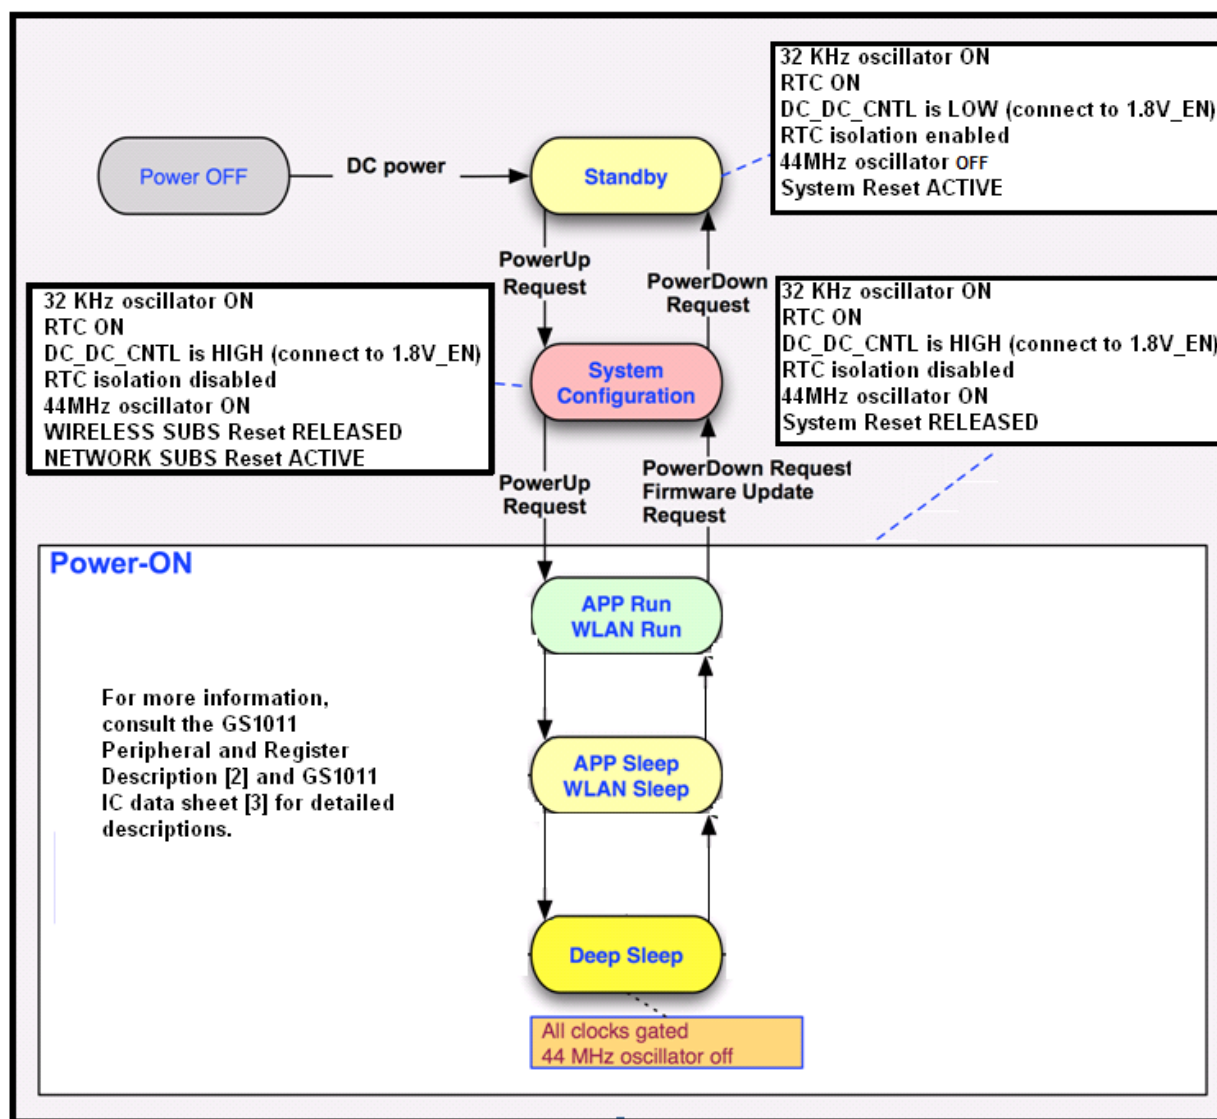 32 KHz oscillator ON
RTC ON
DC_DC_CNTL is LOW (connect to 1.8V_EN)
RTC isolation enabled
44MHz oscillator OFF
System Reset ACTIVE
Power OFF
DC power
Standby
PowerUp
Request
PowerDown
Request
32 KHz oscillator ON
RTC ON
DC_DC_CNTL is HIGH (connect to 1.8V_EN)
RTC isolation disabled
44MHz oscillator ON
WIRELESS SUBS Reset RELEASED
NETWORK SUBS Reset ACTIVE
System
Configuration
32 KHz oscillator ON
RTC ON
DC_DC_CNTL is HIGH (connect to 1.8V_EN)
RTC isolation disabled
44MHz oscillator ON
System Reset RELEASED
PowerUp
Request
PowerDown Request
Firmware Update
Request
Power-ON
APP Run
WLAN Run
For more information,
consult the GS1011
Peripheral and Register
Description [2] and GS1011
IC data sheet [3] for detailed
descriptions.
APP Sleep
WLAN Sleep
Deep Sleep
All clocks gated
44 MHz oscillator off